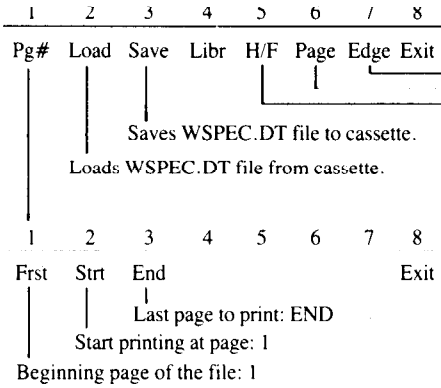 1 2 3 4 5 6 7 8
Pg# Load Save Libr H/F Page Edge Exit
Saves WSPEC.DT file to cassette.
Loads WSPEC.DT file from cassette.
1 2 3 4 5 6 7 8
Frst Strt End Exit
Last page to print: END
Start printing at page: 1
Beginning page of the file: 1